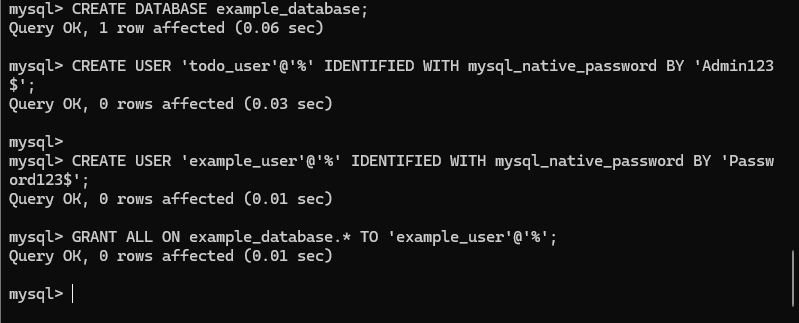 mysql> CREATE DATABASE example_database;
Query OK, 1 row affected (0.06 sec)
mysql> CREATE USER 'todo_user'@'%' IDENTIFIED WITH mysql_native_password BY 'Admin123
$';
Query OK, 0 rows affected (0.03 sec)
mysql>
mysql> CREATE USER 'example_user'@'%' IDENTIFIED WITH mysql_native_password BY 'Passw
ord123$';
Query OK, 0 rows affected (0.01 sec)
mysql> GRANT ALL ON example_database.* TO 'example_user'@'%';
Query OK, 0 rows affected (0.01 sec)
mysql>